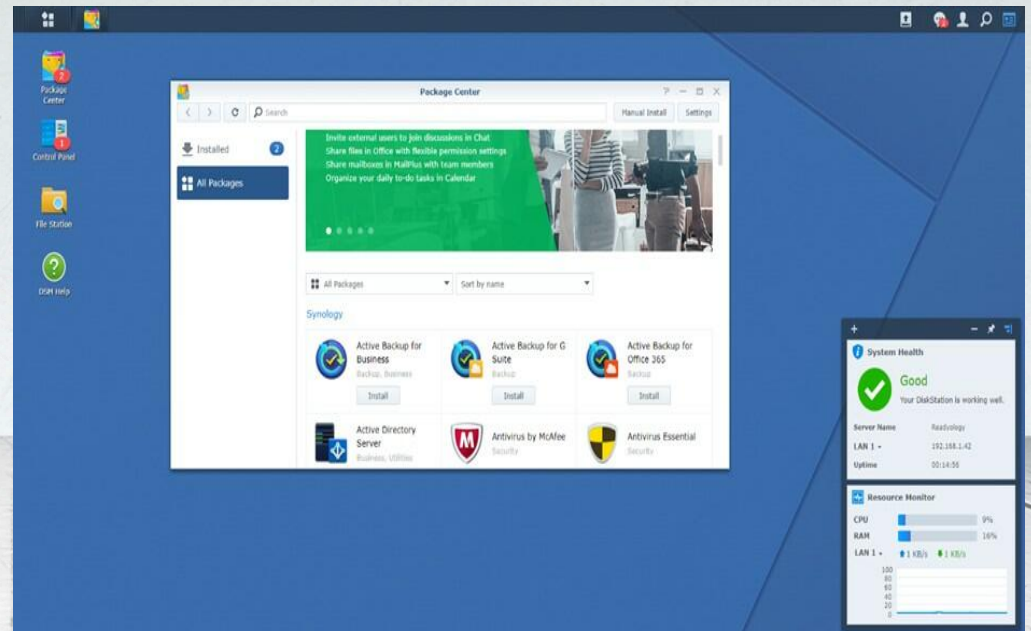 2
Package
Center
1
Control Panel
File Station
DSM Help
Package Center
Search
Manual Install
Settings
Installed
2
All Packages
Invite external users to join discussions in Chat
Share files in Office with flexible permission settings
Share mailboxes in MailPlus with team members
Organize your daily to-do tasks in Calendar
All Packages
Sort by name
Synology
Active Backup for
Business
Backup, Business
Install
Active Backup for G
Suite
Backup
Install
Active Backup for
Office 365
Backup
Install
Active Directory
Server
Business, Utilities
Antivirus by McAfee
Security
Antivirus Essential
Security
System Health
Good
Your DiskStation is working well.
Server Name
Readyology
LAN 1
192.168.1.42
Uptime
00:14:56
Resource Monitor
CPU
9%
RAM
16%
LAN 1
1 KB/s
1 KB/s
100
80
60
40
20
0